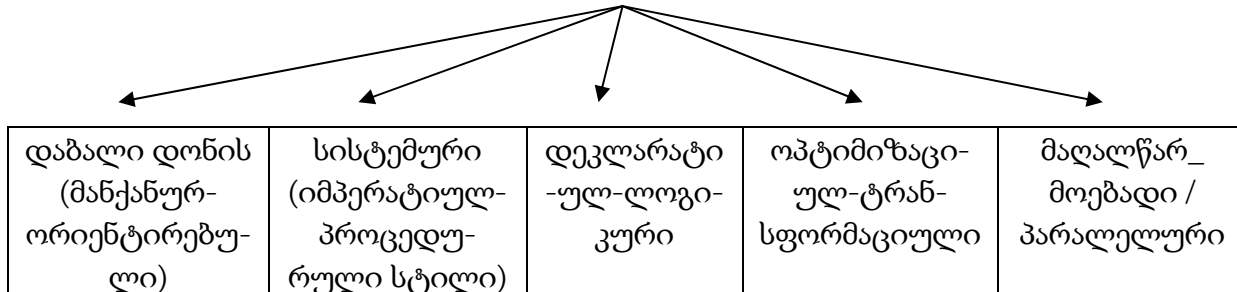 დაბალი დონის
(მანქანურ-
ორიენტირებუ-
ლი)
სისტემური
(იმპერატიულ-
პროცედუ-
რული სტილი)
დეკლარატი
-ულ-ლოგი-
კური
ოპტიმიზაცი-
ულ-ტრან-
სფორმაციული
მაღალწარ_
მოებადი /
პარალელური